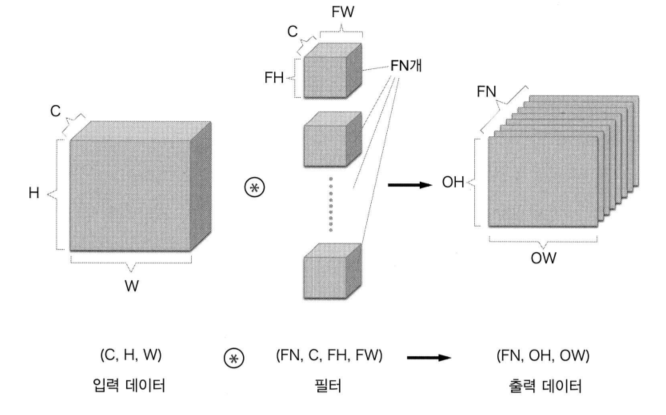 FW
C
FH
FN개
FN
C
H
OH
W
OW
(C, H, W) ⊛ (FN, C, FH, FW) → (FN, OH, OW)
입력 데이터 필터 출력 데이터